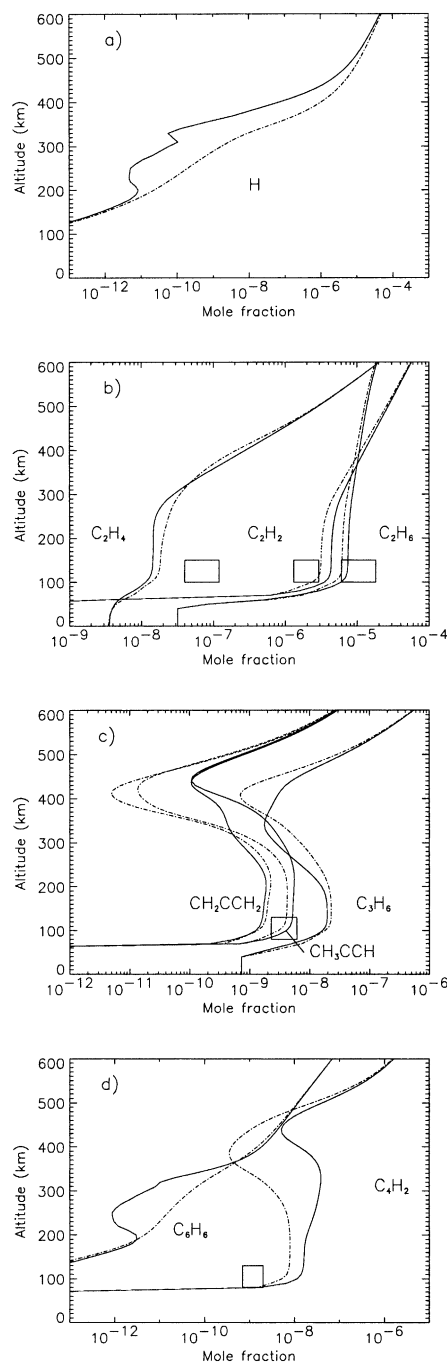 a)
600
500
400
300
200
100
0
Altitude (km)
H
10⁻¹² 10⁻¹⁰ 10⁻⁸ 10⁻⁶ 10⁻⁴
Mole fraction
b)
600
500
400
300
200
100
0
Altitude (km)
C₂H₄ C₂H₂ C₂H₆
10⁻⁹ 10⁻⁸ 10⁻⁷ 10⁻⁶ 10⁻⁵ 10⁻⁴
Mole fraction
c)
600
500
400
300
200
100
0
Altitude (km)
CH₂CCH₂ C₃H₆
CH₃CCH
10⁻¹² 10⁻¹¹ 10⁻¹⁰ 10⁻⁹ 10⁻⁸ 10⁻⁷ 10⁻⁶
Mole fraction
d)
600
500
400
300
200
100
0
Altitude (km)
C₆H₆ C₄H₂
10⁻¹² 10⁻¹⁰ 10⁻⁸ 10⁻⁶
Mole fraction